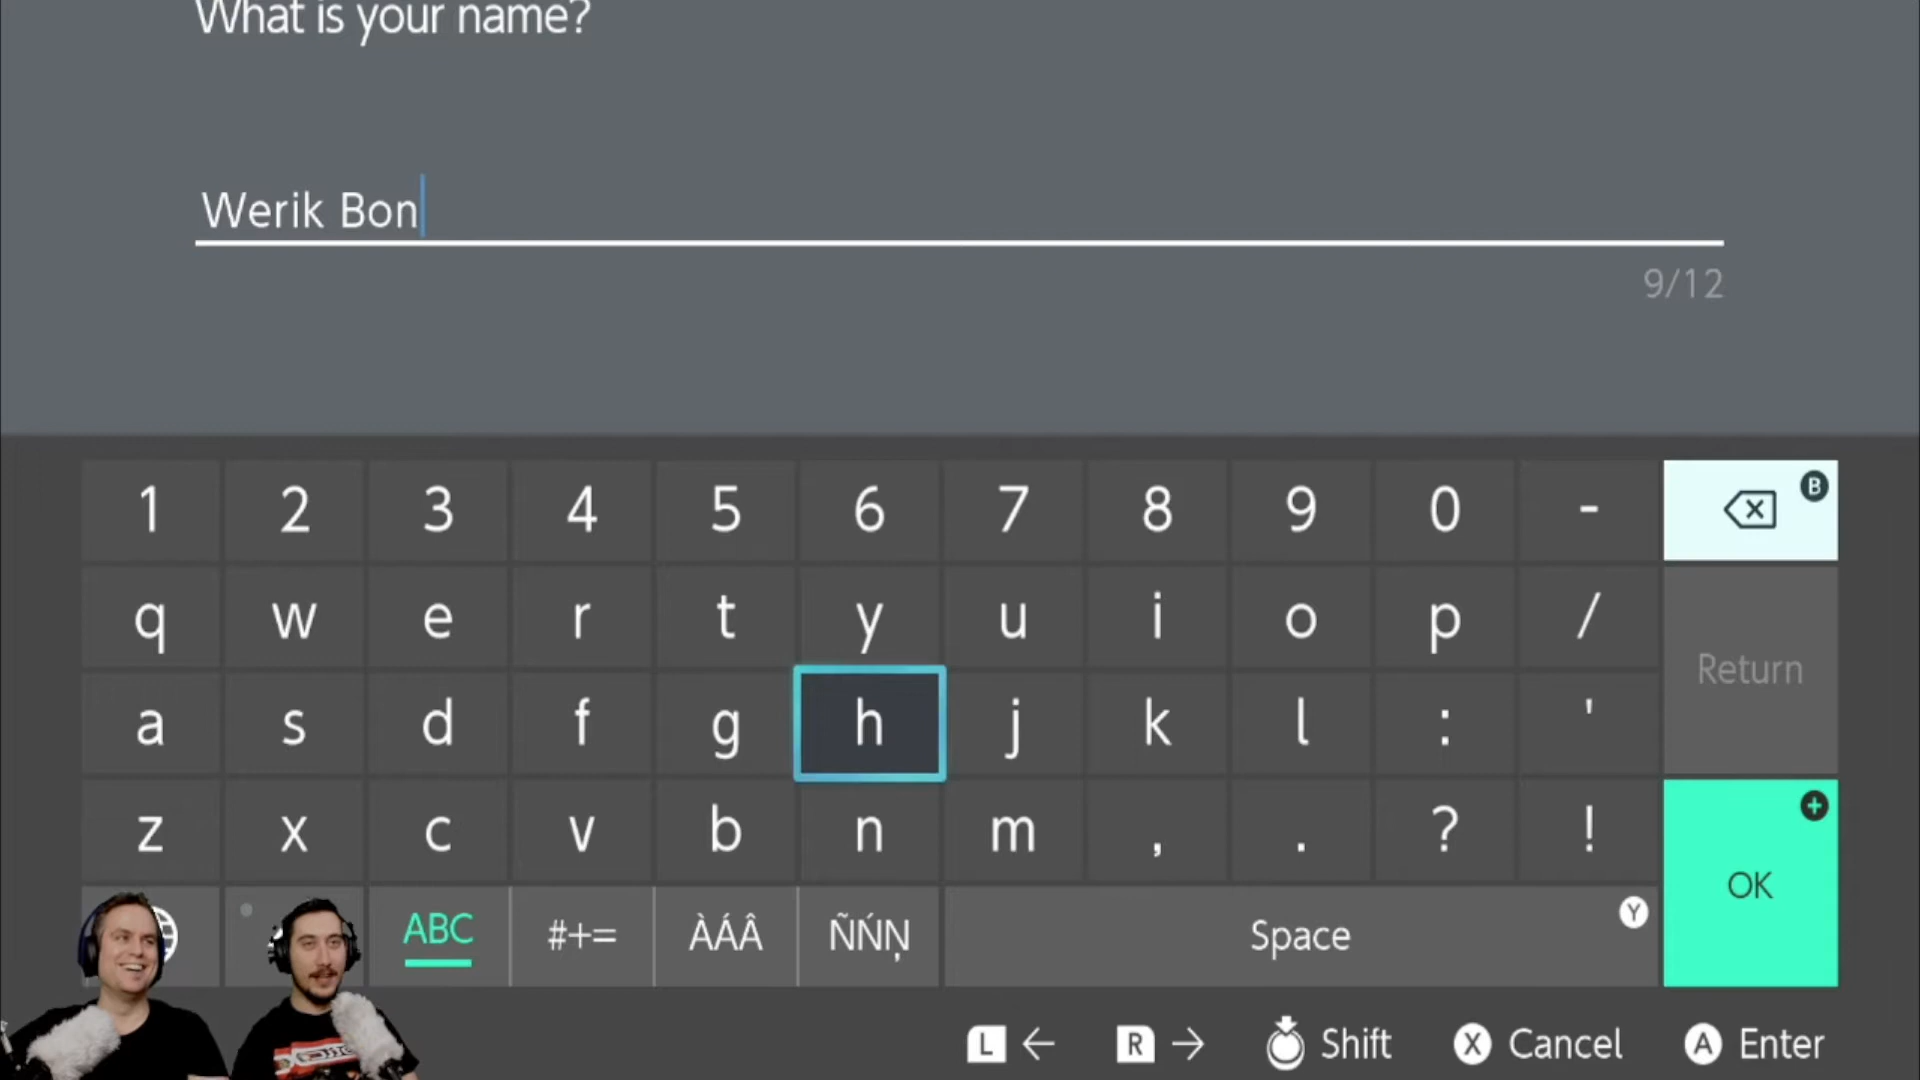 What is your name?
Werik Bon
9/12
1 2 3 4 5 6 7 8 9 0 - B
q w e r t y u i o p /
Return
a s d f g h j k l : '
z x c v b n m , . ? ! +
OK
ABC #+= ÀÁÂ ÑŃŅ Space Y
L ← R → Shift X Cancel A Enter